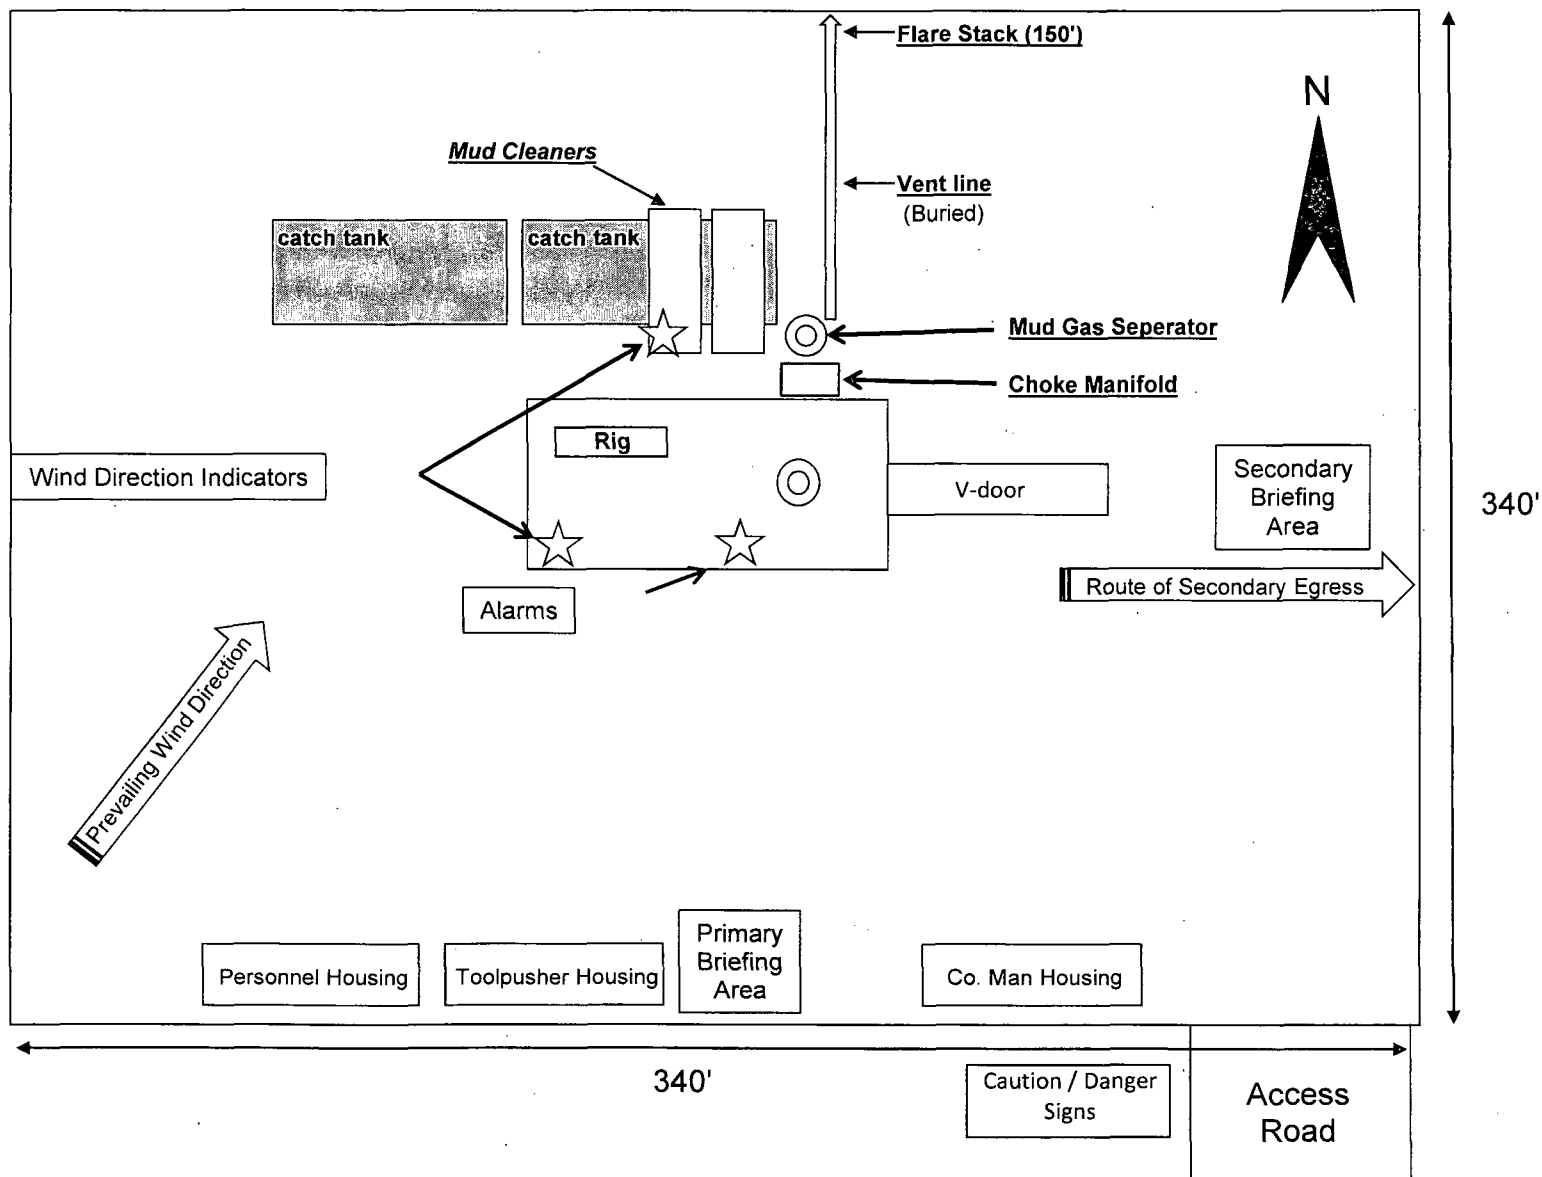 Flare Stack (150')
N
Mud Cleaners
Vent line
(Buried)
catch tank
catch tank
Mud Gas Seperator
Choke Manifold
Rig
Wind Direction Indicators
V-door
Secondary
Briefing
Area
340'
Route of Secondary Egress
Alarms
Prevailing Wind Direction
Primary
Briefing
Area
Personnel Housing
Toolpusher Housing
Co. Man Housing
340'
Caution / Danger
Signs
Access
Road